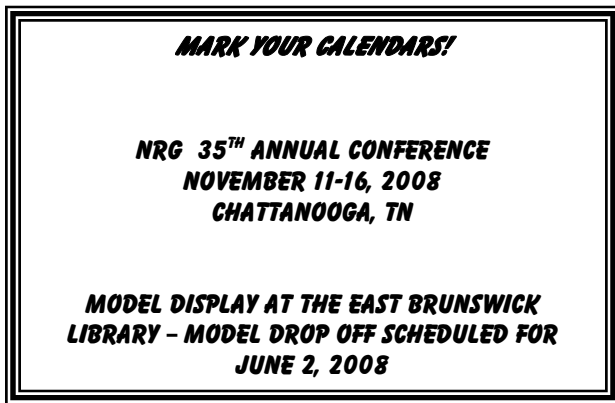 MARK YOUR CALENDARS!
NRG 35TH ANNUAL CONFERENCE
NOVEMBER 11-16, 2008
CHATTANOOGA, TN
MODEL DISPLAY AT THE EAST BRUNSWICK
LIBRARY – MODEL DROP OFF SCHEDULED FOR
JUNE 2, 2008